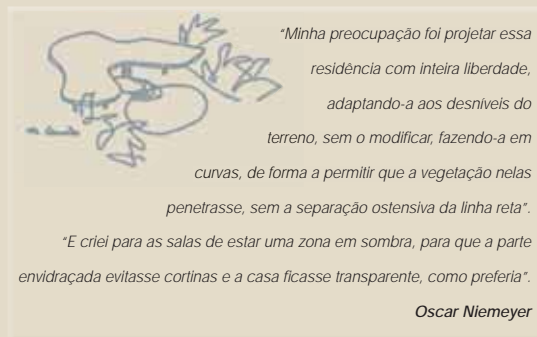 “Minha preocupação foi projetar essa
residência com inteira liberdade,
adaptando-a aos desníveis do
terreno, sem o modificar, fazendo-a em
curvas, de forma a permitir que a vegetação nelas
penetrasse, sem a separação ostensiva da linha reta”.
“E criei para as salas de estar uma zona em sombra, para que a parte
envidraçada evitasse cortinas e a casa ficasse transparente, como preferia”.
Oscar Niemeyer